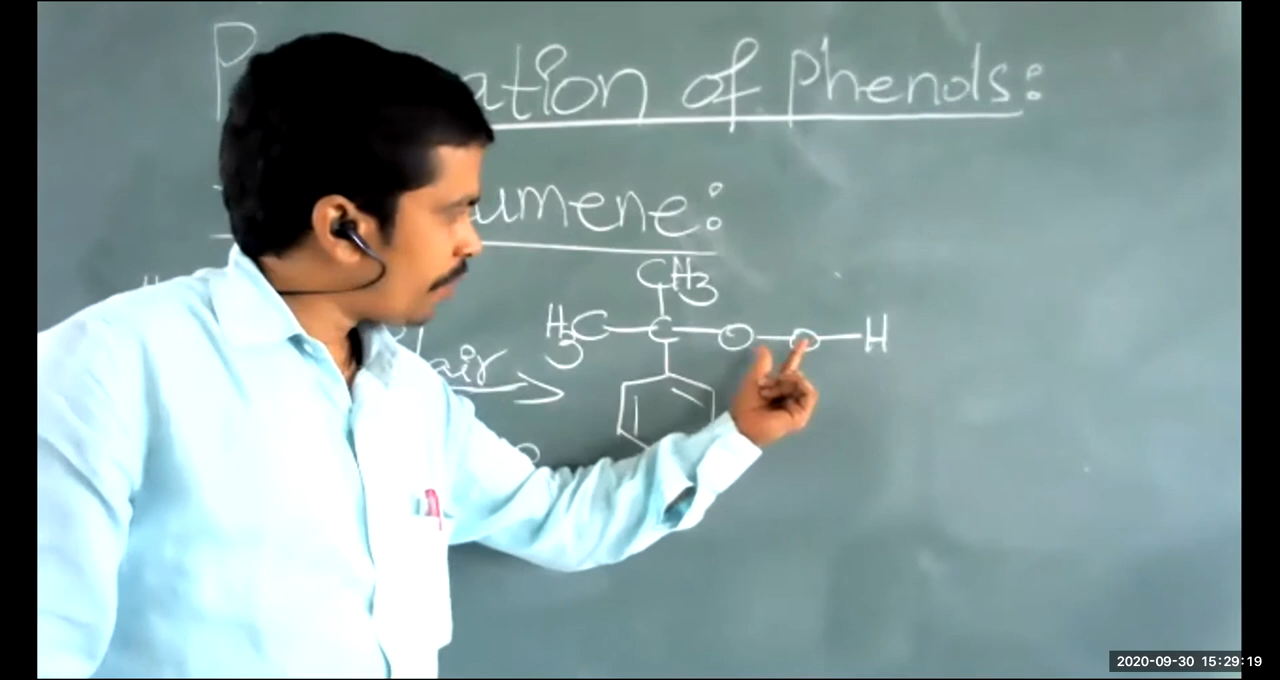 P ation of Phenols:
umene:
CH3
H3C-C-O-O-H
air
2020-09-30 15:29:19